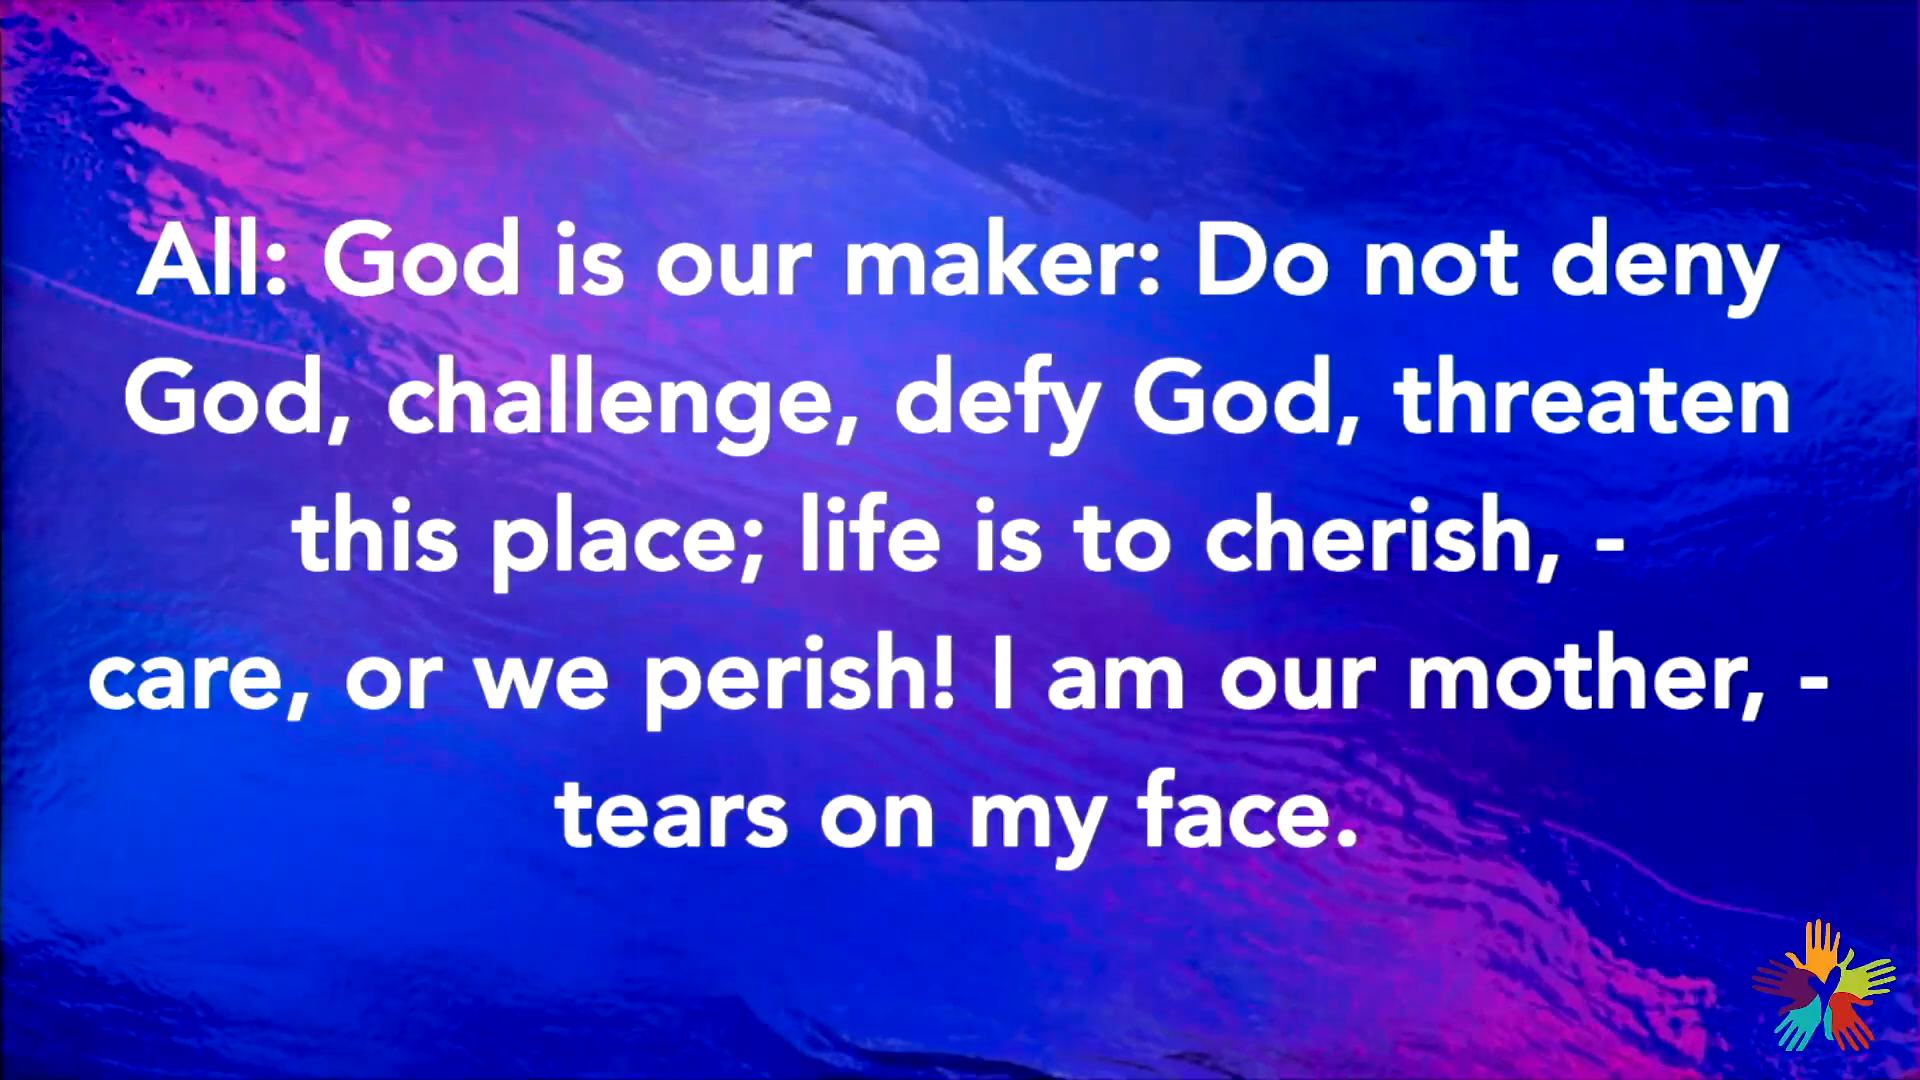 All: God is our maker: Do not deny
God, challenge, defy God, threaten
this place; life is to cherish, -
care, or we perish! I am our mother, -
tears on my face.